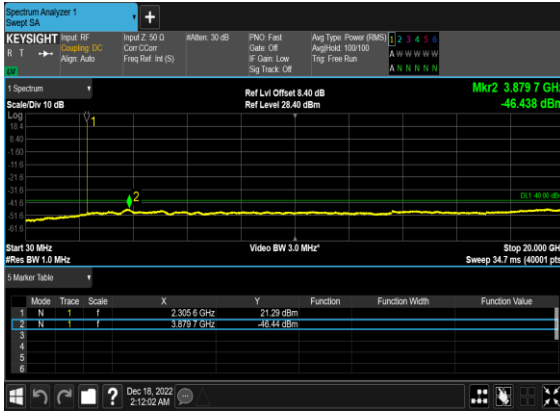 Spectrum Analyzer 1
Swept SA
+
KEYSIGHT Input: RF Input Z: 50 Ω #Atten: 30 dB PNO: Fast Avg Type: Power (RMS) 1 2 3 4 5 6
R T Coupling: DC Corr CCorr Gate: Off Avg|Hold: 100/100 A W W W W W
Align: Auto Freq Ref: Int (S) IF Gain: Low Trig: Free Run
Sig Track: Off A N N N N N
1 Spectrum
Ref Lvl Offset 8.40 dB Mkr2 3.879 7 GHz
Scale/Div 10 dB Ref Level 28.40 dBm -46.438 dBm
Log
18.4
8.40
-1.60
-11.6
-21.6
-31.6
-41.6
-51.6
-61.6
1
2
DL1 -40.00 dBm
Start 30 MHz Video BW 3.0 MHz* Stop 20.000 GHz
#Res BW 1.0 MHz Sweep 34.7 ms (40001 pts)
5 Marker Table
Mode Trace Scale X Y Function Function Width Function Value
1 N 1 f 2.305 6 GHz 21.29 dBm
2 N 1 f 3.879 7 GHz -46.44 dBm
3
4
5
6
?
Dec 18, 2022
2:12:02 AM